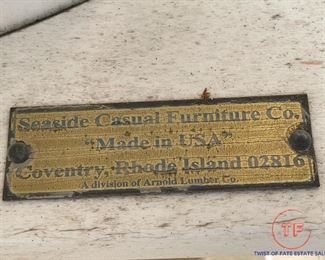 Seaside Casual Furniture Co.
"Made in USA"
Coventry, Rhode Island 02816
A division of Arnold Lumber Co.
TF
TWIST OF FATE ESTATE SALES